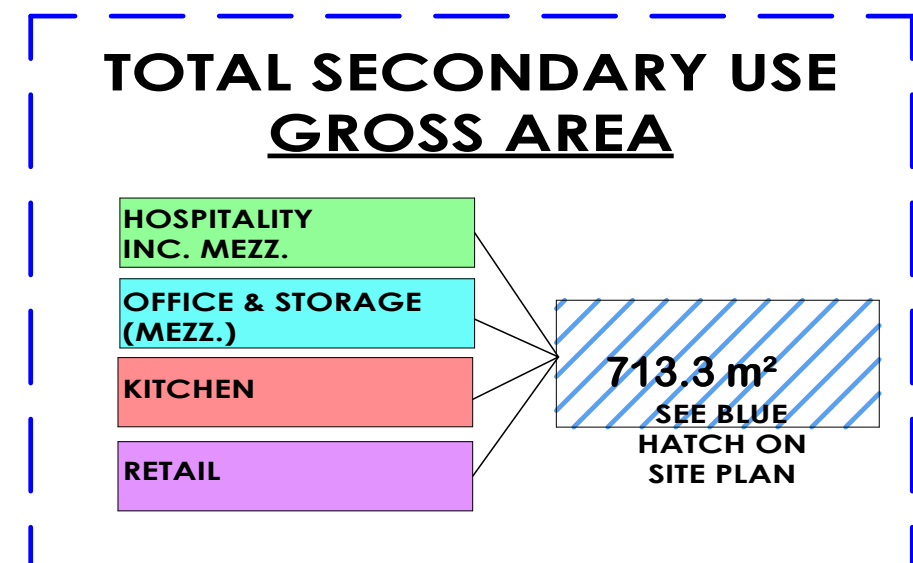 TOTAL SECONDARY USE
GROSS AREA
HOSPITALITY
INC. MEZZ.
OFFICE & STORAGE
(MEZZ.)
KITCHEN
RETAIL
713.3 m²
SEE BLUE
HATCH ON
SITE PLAN